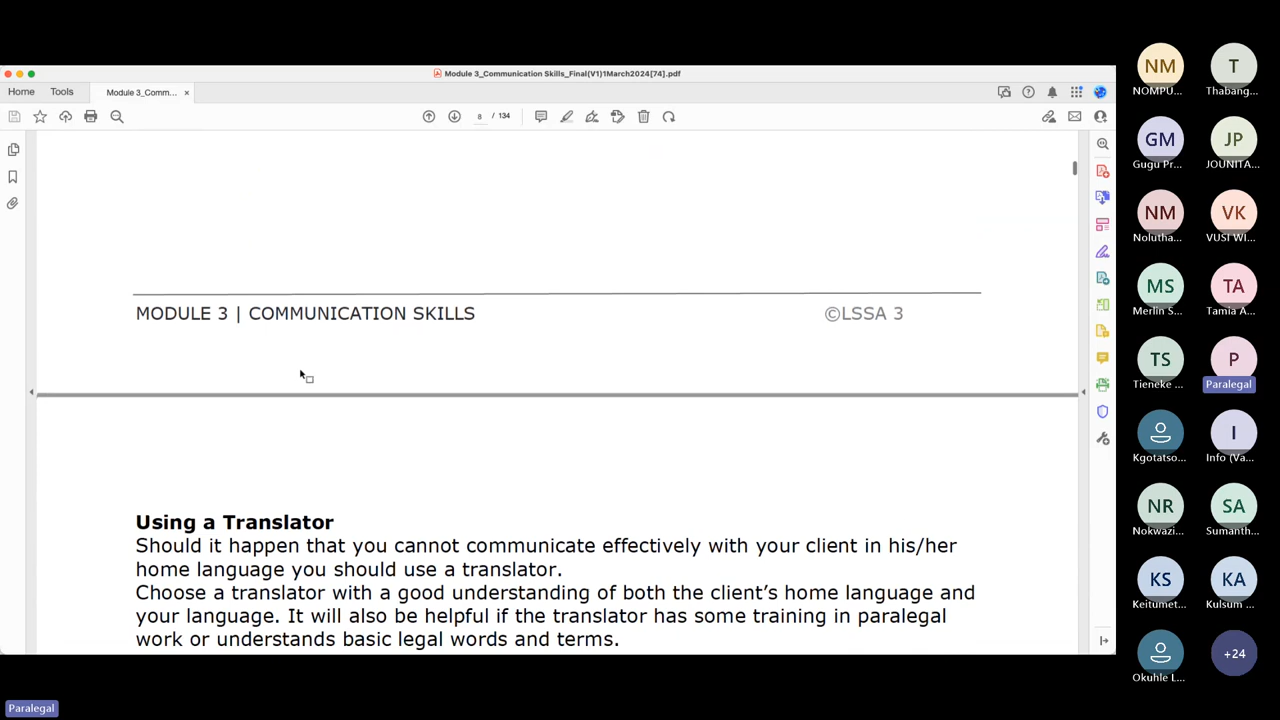 Module 3_Communication Skills_Final(V1)1March2024[74].pdf
Home
Tools
Module 3_Comm...
8 / 134
MODULE 3 | COMMUNICATION SKILLS
©LSSA 3
Using a Translator
Should it happen that you cannot communicate effectively with your client in his/her
home language you should use a translator.
Choose a translator with a good understanding of both the client's home language and
your language. It will also be helpful if the translator has some training in paralegal
work or understands basic legal words and terms.
NM
NOMPU...
T
Thabang...
GM
Gugu Pr...
JP
JOUNITA...
NM
Nolutha...
VK
VUSI WI...
MS
Merlin S...
TA
Tamia A...
TS
Tieneke ...
P
Paralegal
Kgotatso...
I
Info (Va...
NR
Nokwazi...
SA
Sumanth...
KS
Keitumet...
KA
Kulsum ...
Okuhle L...
+24
Paralegal